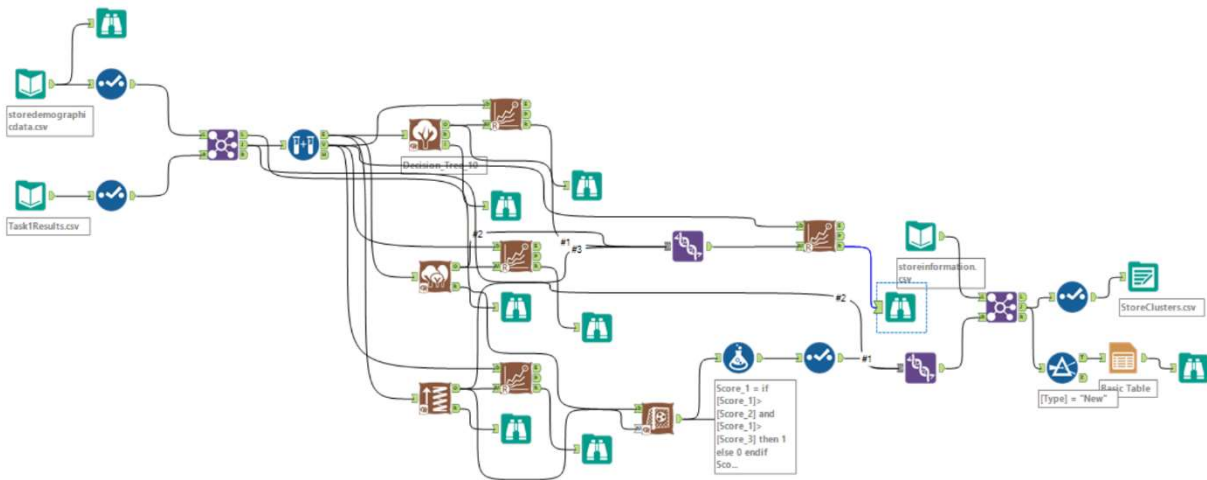 storedemographi
cdata.csv
Task1Results.csv
Decision_Tree_10
#2
#1
#3
#2
#1
Score_1 = if
[Score_1]>
[Score_2] and
[Score_1]>
[Score_3] then 1
else 0 endif
Sco...
storeinformation.
csv
StoreClusters.csv
Basic Table
[Type] = "New"